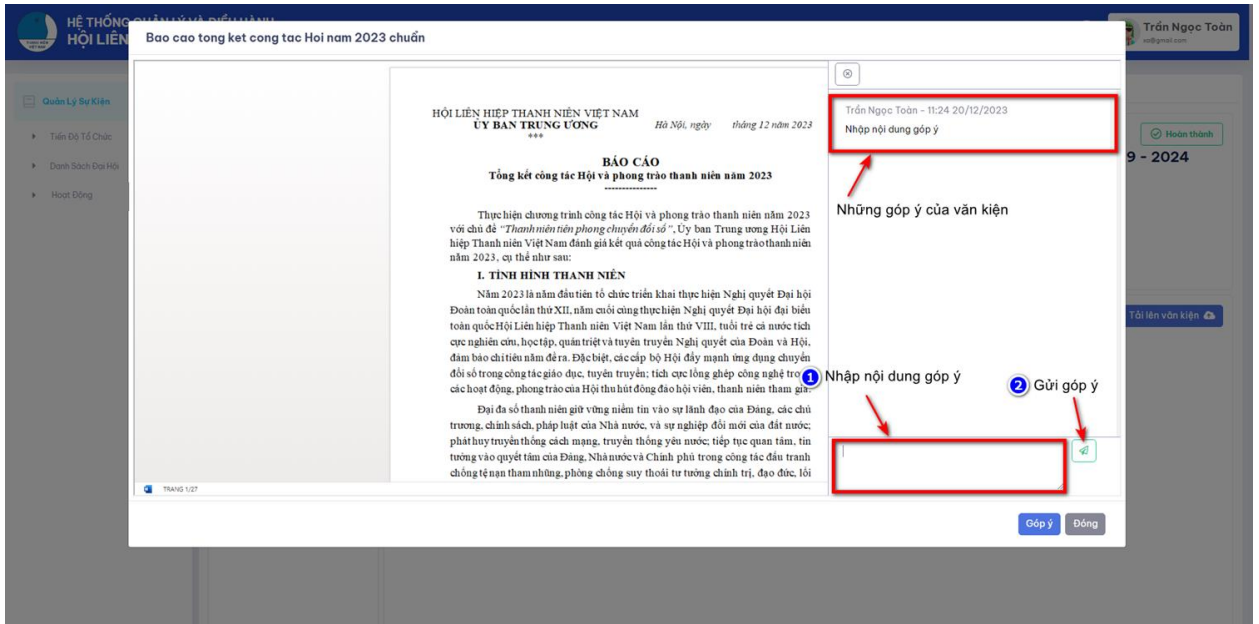 HỆ THỐNG QUẢN LÝ VÀ ĐIỀU HÀNH
HỘI LIÊN
Trần Ngọc Toàn
xa@gmail.com
Bao cao tong ket cong tac Hoi nam 2023 chuẩn
Quản Lý Sự Kiện
Tiến Độ Tổ Chức
Danh Sách Đại Hội
Hoạt Động
HỘI LIÊN HIỆP THANH NIÊN VIỆT NAM
ỦY BAN TRUNG ƯƠNG
***
Hà Nội, ngày tháng 12 năm 2023
BÁO CÁO
Tổng kết công tác Hội và phong trào thanh niên năm 2023
---------------
Thực hiện chương trình công tác Hội và phong trào thanh niên năm 2023
với chủ đề “Thanh niên tiên phong chuyển đổi số”, Ủy ban Trung ương Hội Liên
hiệp Thanh niên Việt Nam đánh giá kết quả công tác Hội và phong trào thanh niên
năm 2023, cụ thể như sau:
I. TÌNH HÌNH THANH NIÊN
Năm 2023 là năm đầu tiên tổ chức triển khai thực hiện Nghị quyết Đại hội
Đoàn toàn quốc lần thứ XII, năm cuối cùng thực hiện Nghị quyết Đại hội đại biểu
toàn quốc Hội Liên hiệp Thanh niên Việt Nam lần thứ VIII, tuổi trẻ cả nước tích
cực nghiên cứu, học tập, quán triệt và tuyên truyền Nghị quyết của Đoàn và Hội,
đảm bảo chỉ tiêu năm đề ra. Đặc biệt, các cấp bộ Hội đẩy mạnh ứng dụng chuyển
đổi số trong công tác giáo dục, tuyên truyền; tích cực lồng ghép công nghệ
các hoạt động, phong trào của Hội thu hút đông đảo hội viên, thanh niên tham gia.
Đại đa số thanh niên giữ vững niềm tin vào sự lãnh đạo của Đảng, các chủ
trương, chính sách, pháp luật của Nhà nước, và sự nghiệp đổi mới của đất nước;
phát huy truyền thống cách mạng, truyền thống yêu nước; tiếp tục quan tâm, tin
tưởng vào quyết tâm của Đảng, Nhà nước và Chính phủ trong công tác đấu tranh
chống tệ nạn tham nhũng, phòng chống suy thoái tư tưởng chính trị, đạo đức, lối
TRANG 1/27
Trần Ngọc Toàn - 11:24 20/12/2023
Nhập nội dung góp ý
Những góp ý của văn kiện
1 Nhập nội dung góp ý
2 Gửi góp ý
Góp ý
Đóng
Hoàn thành
9 - 2024
Tải lên văn kiện